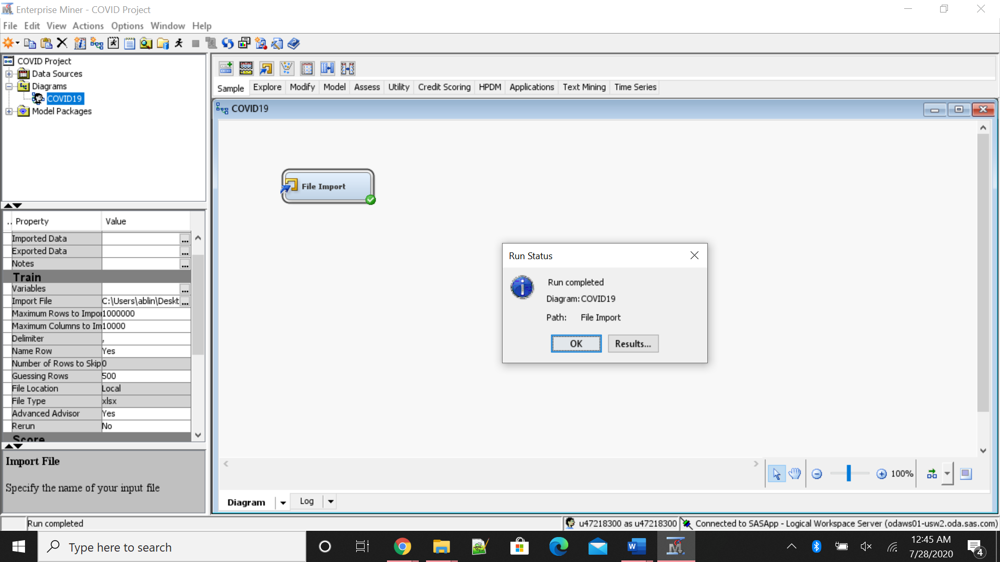 Enterprise Miner - COVID Project
File Edit View Actions Options Window Help
COVID Project
Data Sources
Diagrams
COVID19
Model Packages
Sample Explore Modify Model Assess Utility Credit Scoring HPDM Applications Text Mining Time Series
COVID19
File Import
.. Property Value
Imported Data ...
Exported Data ...
Notes ...
Train
Variables ...
Import File C:\Users\ablin\Deskt ...
Maximum Rows to Impor 1000000
Maximum Columns to Im 10000
Delimiter ,
Name Row Yes
Number of Rows to Skip 0
Guessing Rows 500
File Location Local
File Type xlsx
Advanced Advisor Yes
Rerun No
Score
Import File
Specify the name of your input file
Run Status
Run completed
Diagram: COVID19
Path: File Import
OK Results...
100%
Diagram Log
Run completed
u47218300 as u47218300 Connected to SASApp - Logical Workspace Server (odaws01-usw2.oda.sas.com)
Type here to search
12:45 AM
7/28/2020
4